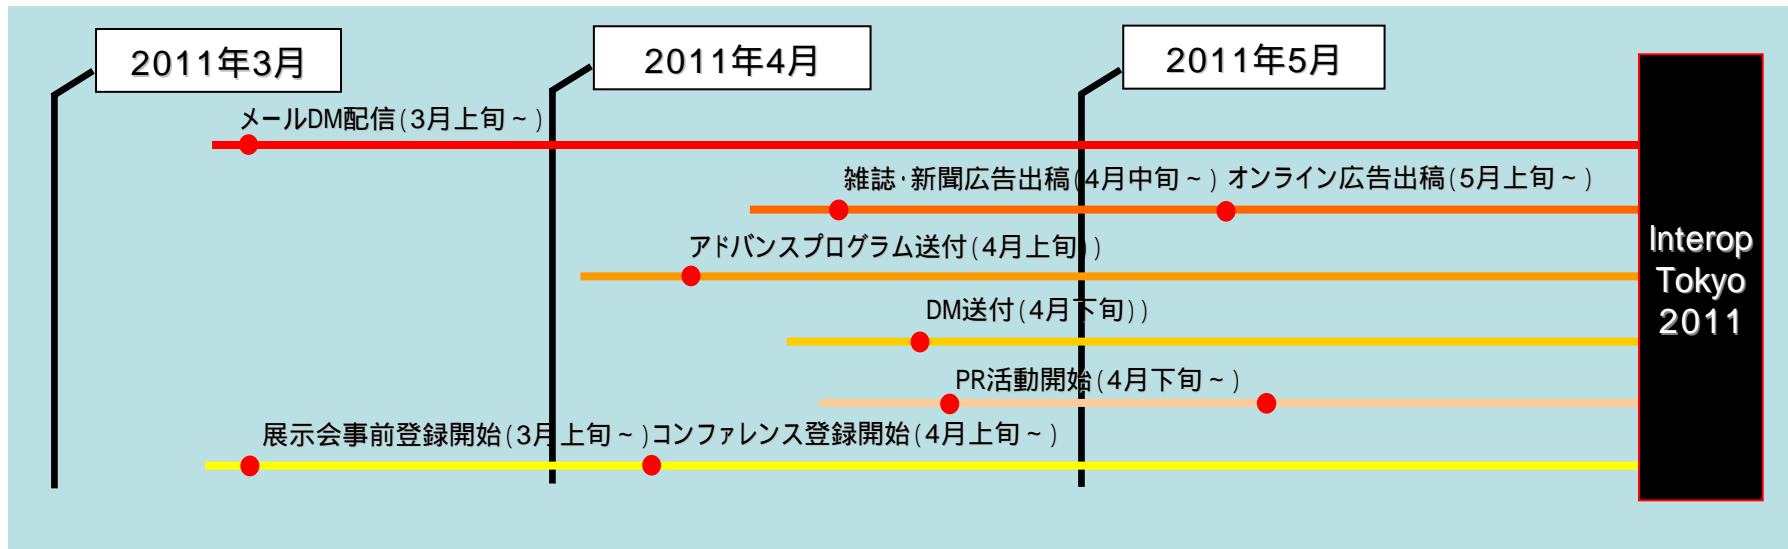 2011年3月
2011年4月
2011年5月
メールDM配信(3月上旬~)
雑誌・新聞広告出稿(4月中旬~)
オンライン広告出稿(5月上旬~)
アドバンスプログラム送付(4月上旬))
DM送付(4月下旬))
PR活動開始(4月下旬~)
展示会事前登録開始(3月上旬~)
コンファレンス登録開始(4月上旬~)
Interop
Tokyo
2011